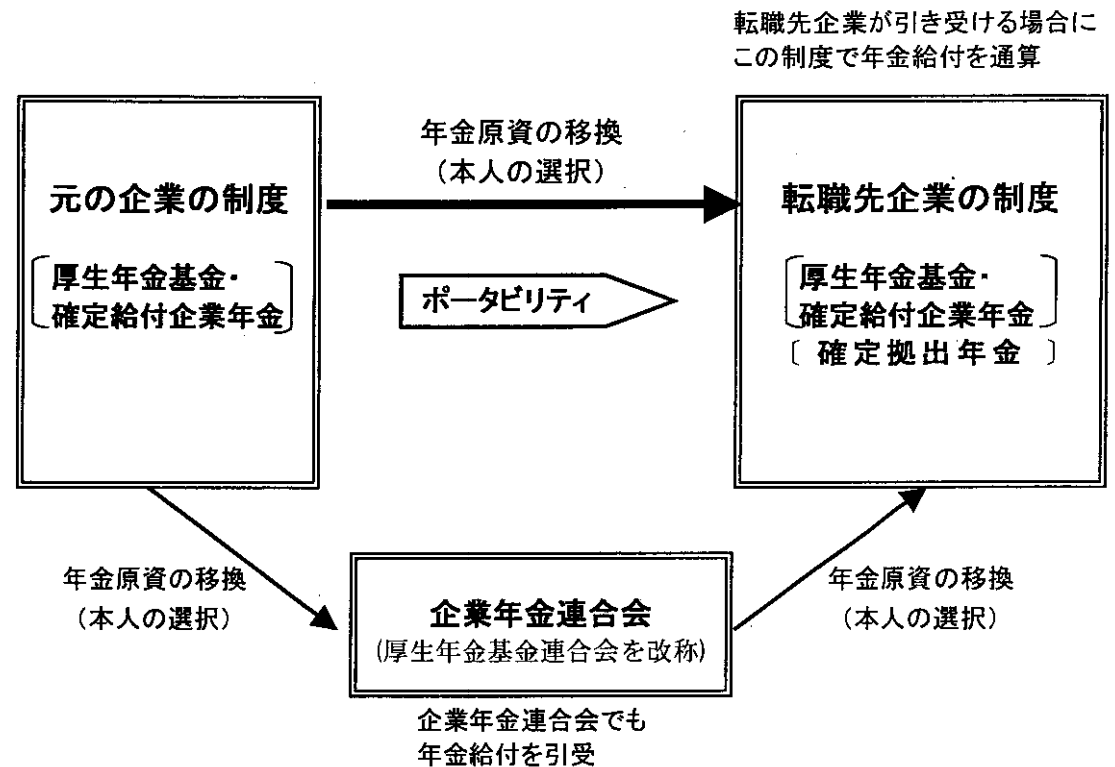 転職先企業が引き受ける場合に
この制度で年金給付を通算
年金原資の移換
（本人の選択）
元の企業の制度
厚生年金基金・
確定給付企業年金
ポータビリティ
転職先企業の制度
厚生年金基金・
確定給付企業年金
〔 確定拠出年金 〕
年金原資の移換
（本人の選択）
企業年金連合会
(厚生年金基金連合会を改称)
年金原資の移換
（本人の選択）
企業年金連合会でも
年金給付を引受